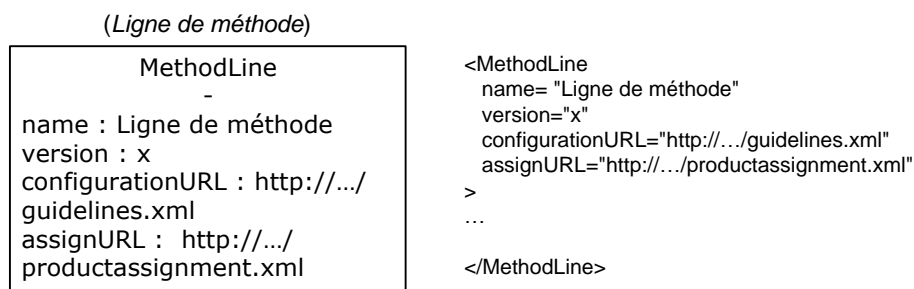 (Ligne de méthode)
MethodLine
-
name : Ligne de méthode
version : x
configurationURL : http://…/
guidelines.xml
assignURL :  http://…/
productassignment.xml
<MethodLine
name= "Ligne de méthode"
version="x"
configurationURL="http://…/guidelines.xml"
assignURL="http://…/productassignment.xml"
>
…
</MethodLine>